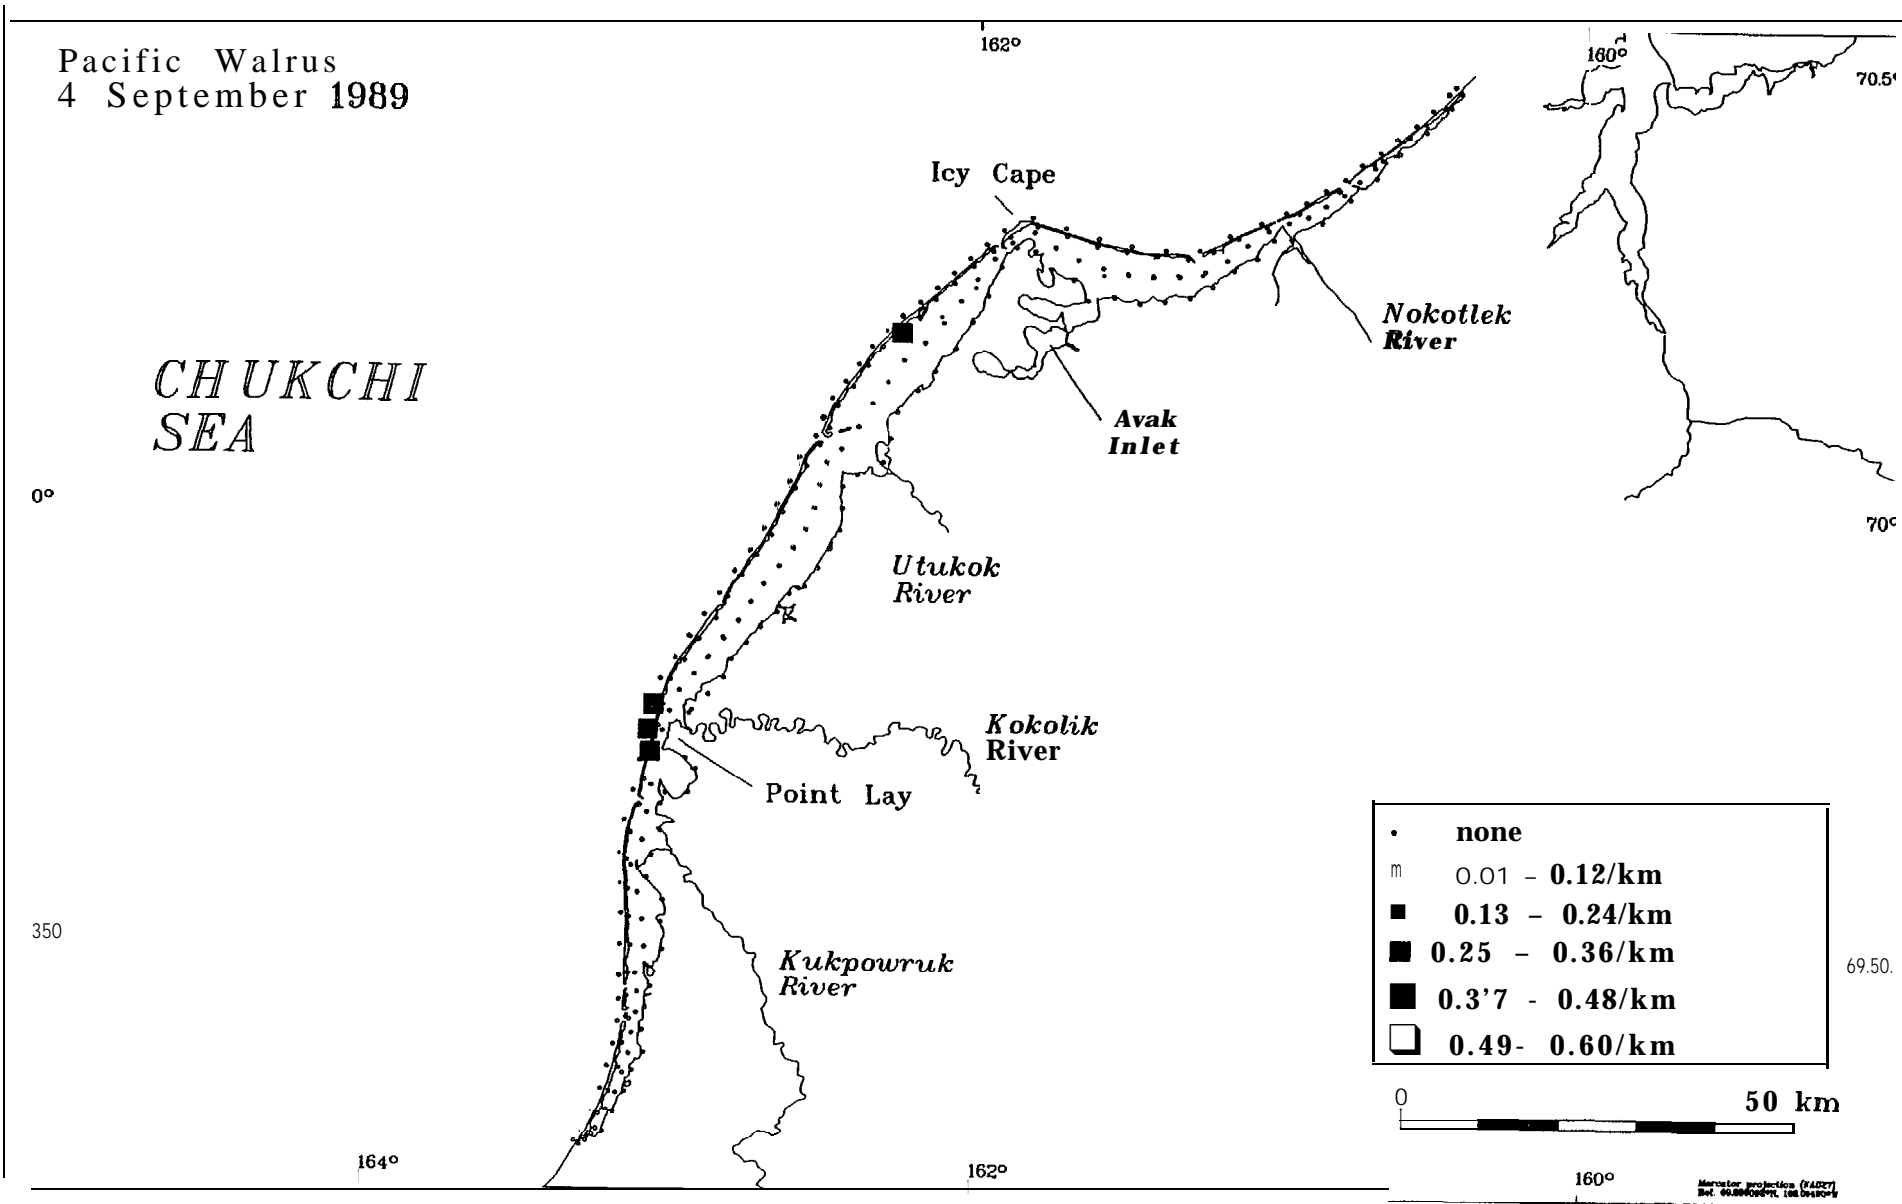 Pacific Walrus
4 September 1989
162°
160°
70.5°
Icy Cape
Nokotlek
River
CHUKCHI
SEA
Avak
Inlet
0°
70°
Utukok
River
Kokolik
River
Point Lay
none
m 0.01 – 0.12/km
0.13 – 0.24/km
350
Kukpowruk
River
0.25 – 0.36/km
69.50.
0.3'7 - 0.48/km
0.49- 0.60/km
0 50 km
164°
162°
160°
Mercator projection (NAD27)